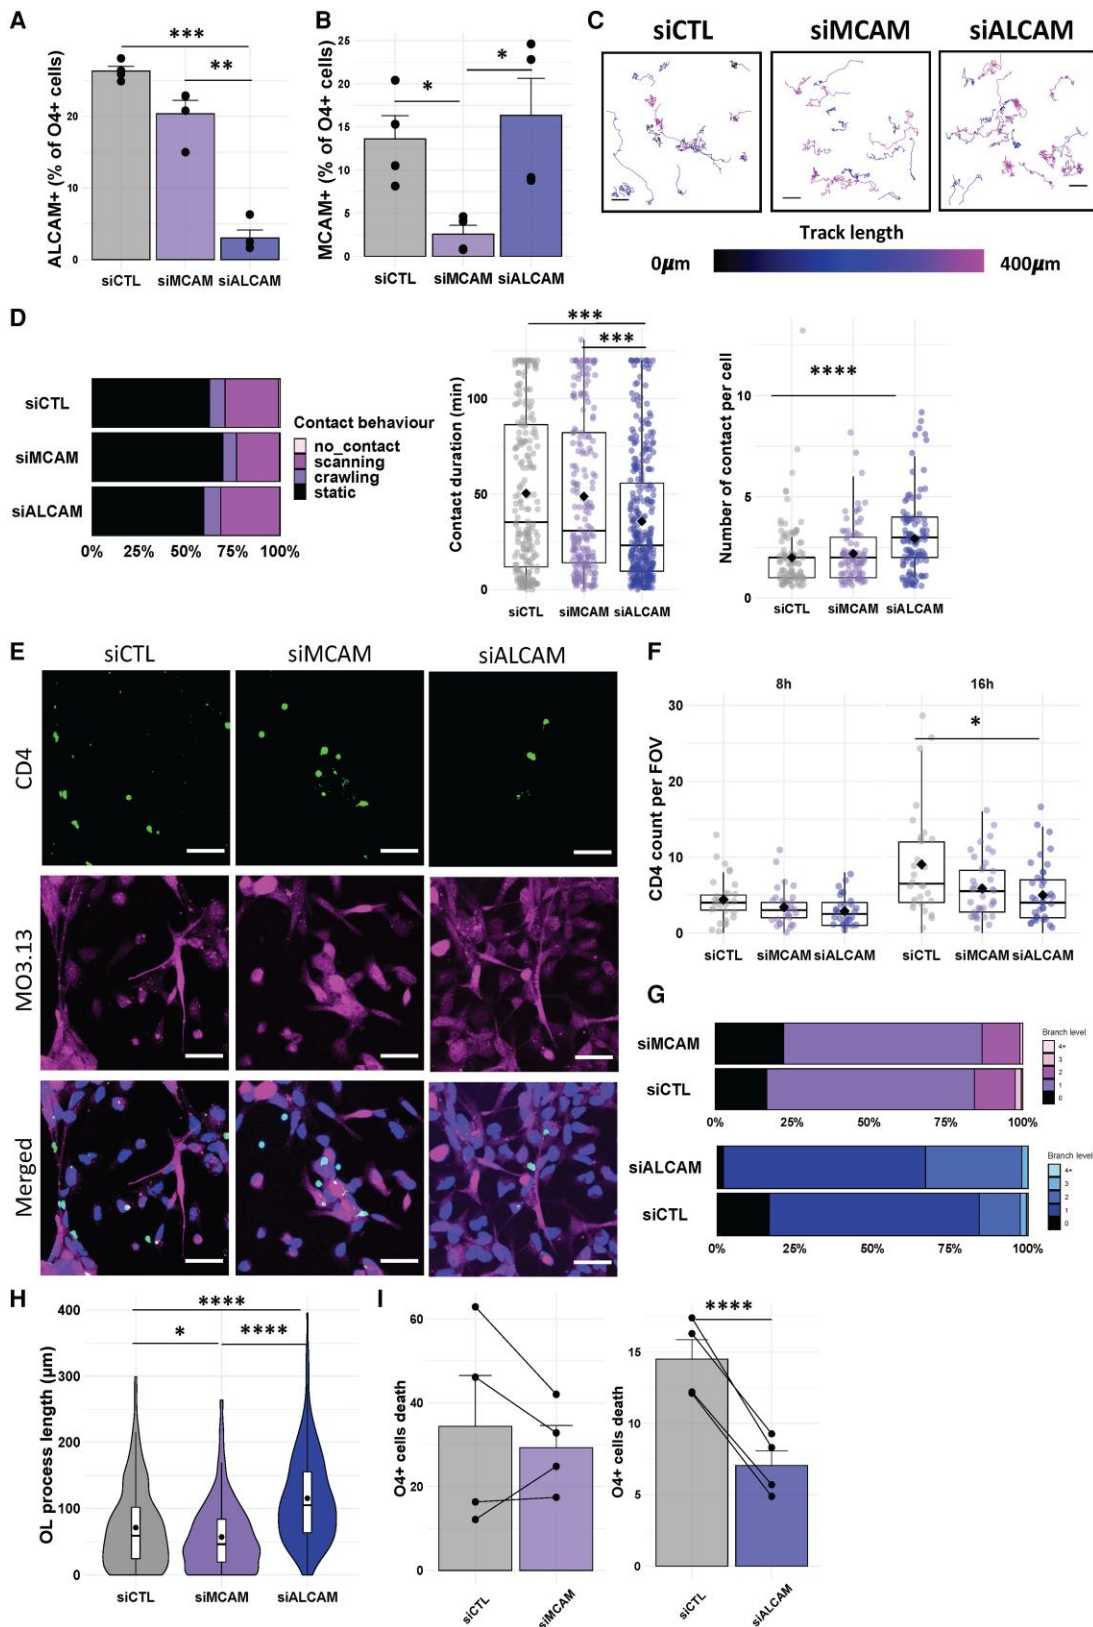 A
ALCAM+ (% of O4+ cells)
20
10
0
***
**
siCTL siMCAM siALCAM
B
MCAM+ (% of O4+ cells)
25
20
15
10
5
0
*
*
siCTL siMCAM siALCAM
C
siCTL siMCAM siALCAM
Track length
0µm 400µm
D
siCTL
siMCAM
siALCAM
0% 25% 50% 75% 100%
Contact behaviour
no_contact
scanning
crawling
static
Contact duration (min)
100
50
0
***
***
siCTL siMCAM siALCAM
Number of contact per cell
10
5
0
****
siCTL siMCAM siALCAM
E
siCTL siMCAM siALCAM
CD4
MO3.13
Merged
F
8h 16h
CD4 count per FOV
30
20
10
0
*
siCTL siMCAM siALCAM siCTL siMCAM siALCAM
G
siMCAM
siCTL
0% 25% 50% 75% 100%
Branch level
4+
3
2
1
0
siALCAM
siCTL
0% 25% 50% 75% 100%
Branch level
4+
3
2
1
0
H
OL process length (µm)
400
300
200
100
0
****
* ****
siCTL siMCAM siALCAM
I
O4+ cells death
60
40
20
0
siCTL siMCAM
O4+ cells death
15
10
5
0
****
siCTL siALCAM